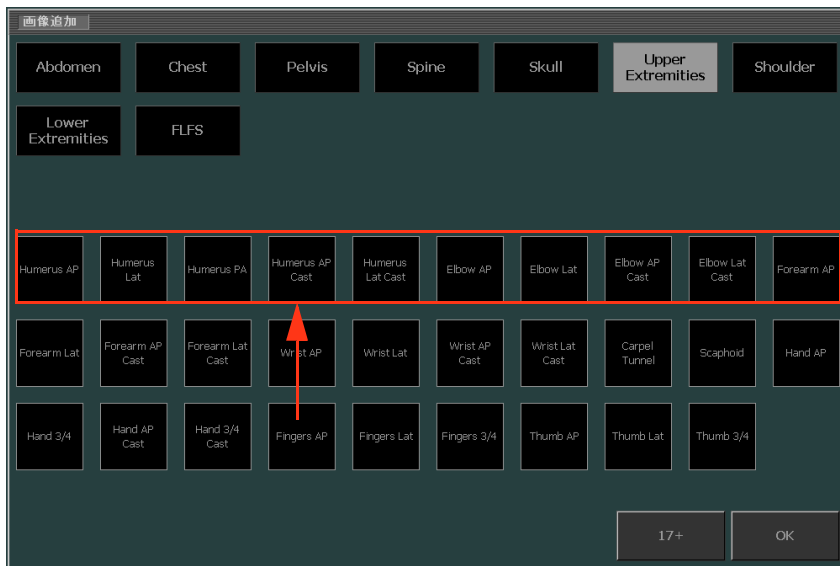 画像追加
Abdomen
Chest
Pelvis
Spine
Skull
Upper
Extremities
Shoulder
Lower
Extremities
FLFS
Humerus AP
Humerus
Lat
Humerus PA
Humerus AP
Cast
Humerus
Lat Cast
Elbow AP
Elbow Lat
Elbow AP
Cast
Elbow Lat
Cast
Forearm AP
Forearm Lat
Forearm AP
Cast
Forearm Lat
Cast
Wrist AP
Wrist Lat
Wrist AP
Cast
Wrist Lat
Cast
Carpel
Tunnel
Scaphoid
Hand AP
Hand 3/4
Hand AP
Cast
Hand 3/4
Cast
Fingers AP
Fingers Lat
Fingers 3/4
Thumb AP
Thumb Lat
Thumb 3/4
17+
OK